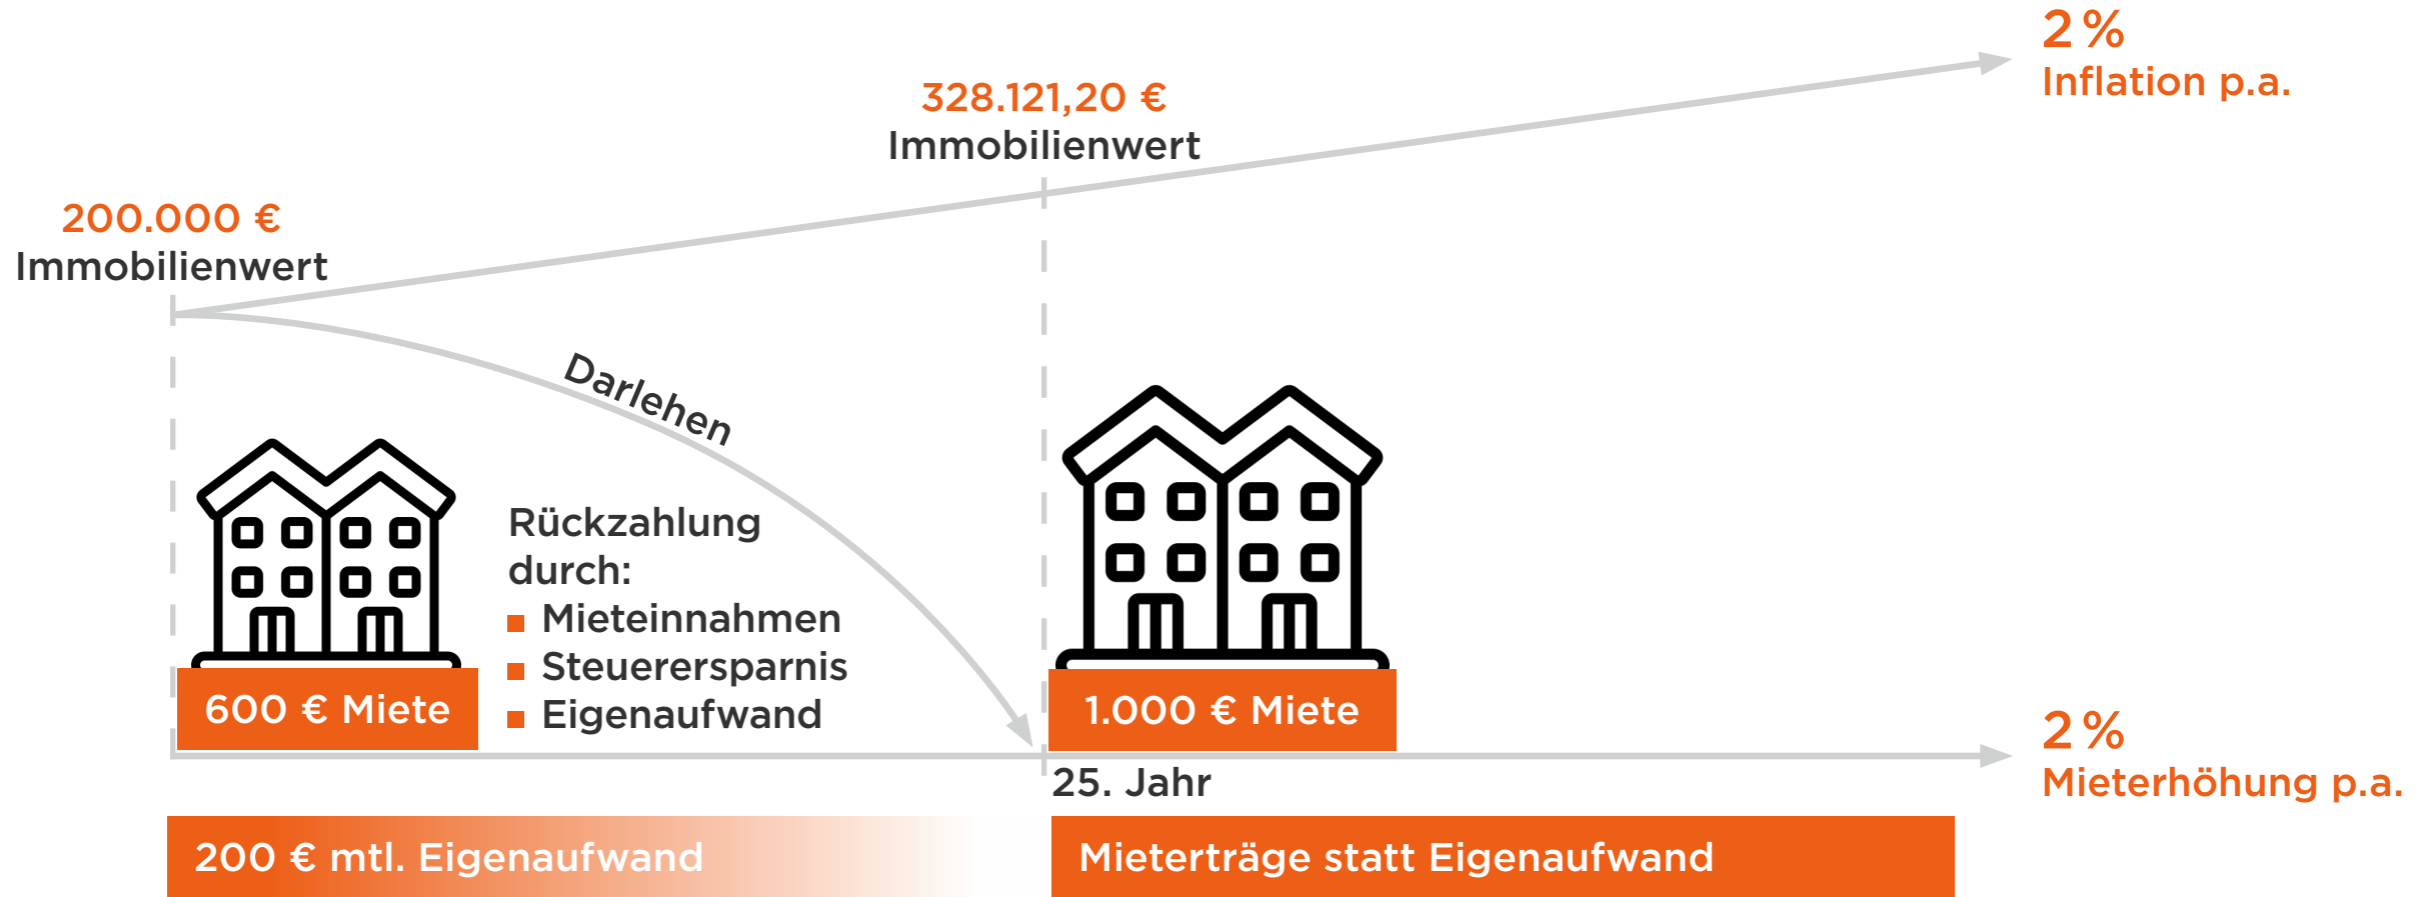 2 %
Inflation p.a.
328.121,20 €
Immobilienwert
200.000 €
Immobilienwert
Darlehen
Rückzahlung
durch:
Mieteinnahmen
Steuerersparnis
Eigenaufwand
600 € Miete
1.000 € Miete
25. Jahr
2 %
Mieterhöhung p.a.
200 € mtl. Eigenaufwand
Mieterträge statt Eigenaufwand